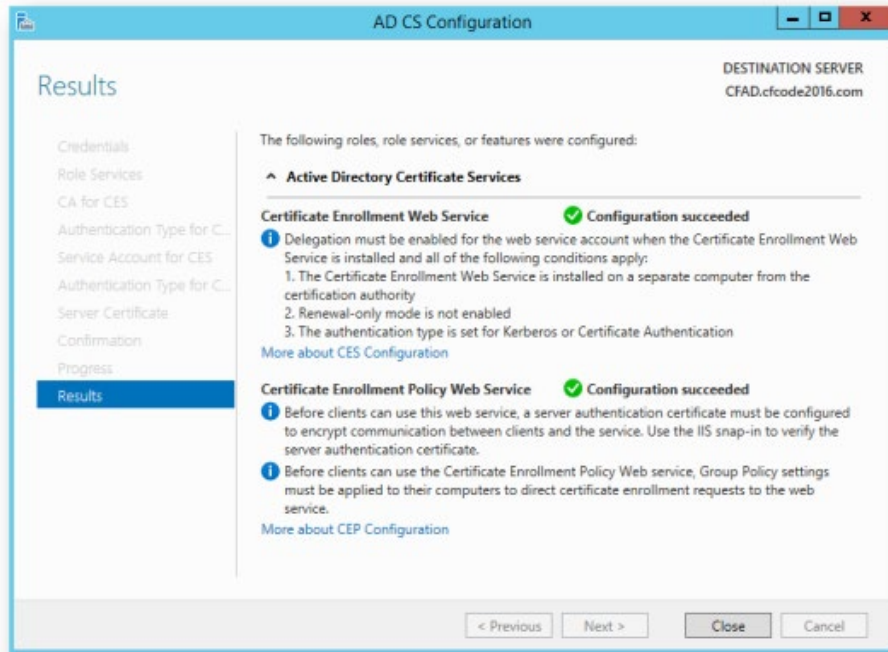 AD CS Configuration
Results
DESTINATION SERVER
CFAD.cfcode2016.com
Credentials
Role Services
CA for CES
Authentication Type for C...
Service Account for CES
Authentication Type for C...
Server Certificate
Confirmation
Progress
Results
The following roles, role services, or features were configured:
Active Directory Certificate Services
Certificate Enrollment Web Service Configuration succeeded
Delegation must be enabled for the web service account when the Certificate Enrollment Web
Service is installed and all of the following conditions apply:
1. The Certificate Enrollment Web Service is installed on a separate computer from the
certification authority
2. Renewal-only mode is not enabled
3. The authentication type is set for Kerberos or Certificate Authentication
More about CES Configuration
Certificate Enrollment Policy Web Service Configuration succeeded
Before clients can use this web service, a server authentication certificate must be configured
to encrypt communication between clients and the service. Use the IIS snap-in to verify the
server authentication certificate.
Before clients can use the Certificate Enrollment Policy Web service, Group Policy settings
must be applied to their computers to direct certificate enrollment requests to the web
service.
More about CEP Configuration
< Previous Next > Close Cancel